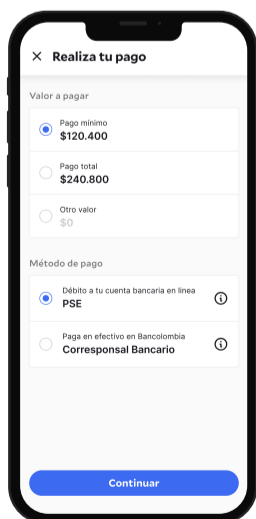 Realiza tu pago
Valor a pagar
Pago mínimo
$120.400
Pago total
$240.800
Otro valor
$0
Método de pago
Débito a tu cuenta bancaria en linea
PSE
Paga en efectivo en Bancolombia
Corresponsal Bancario
Continuar